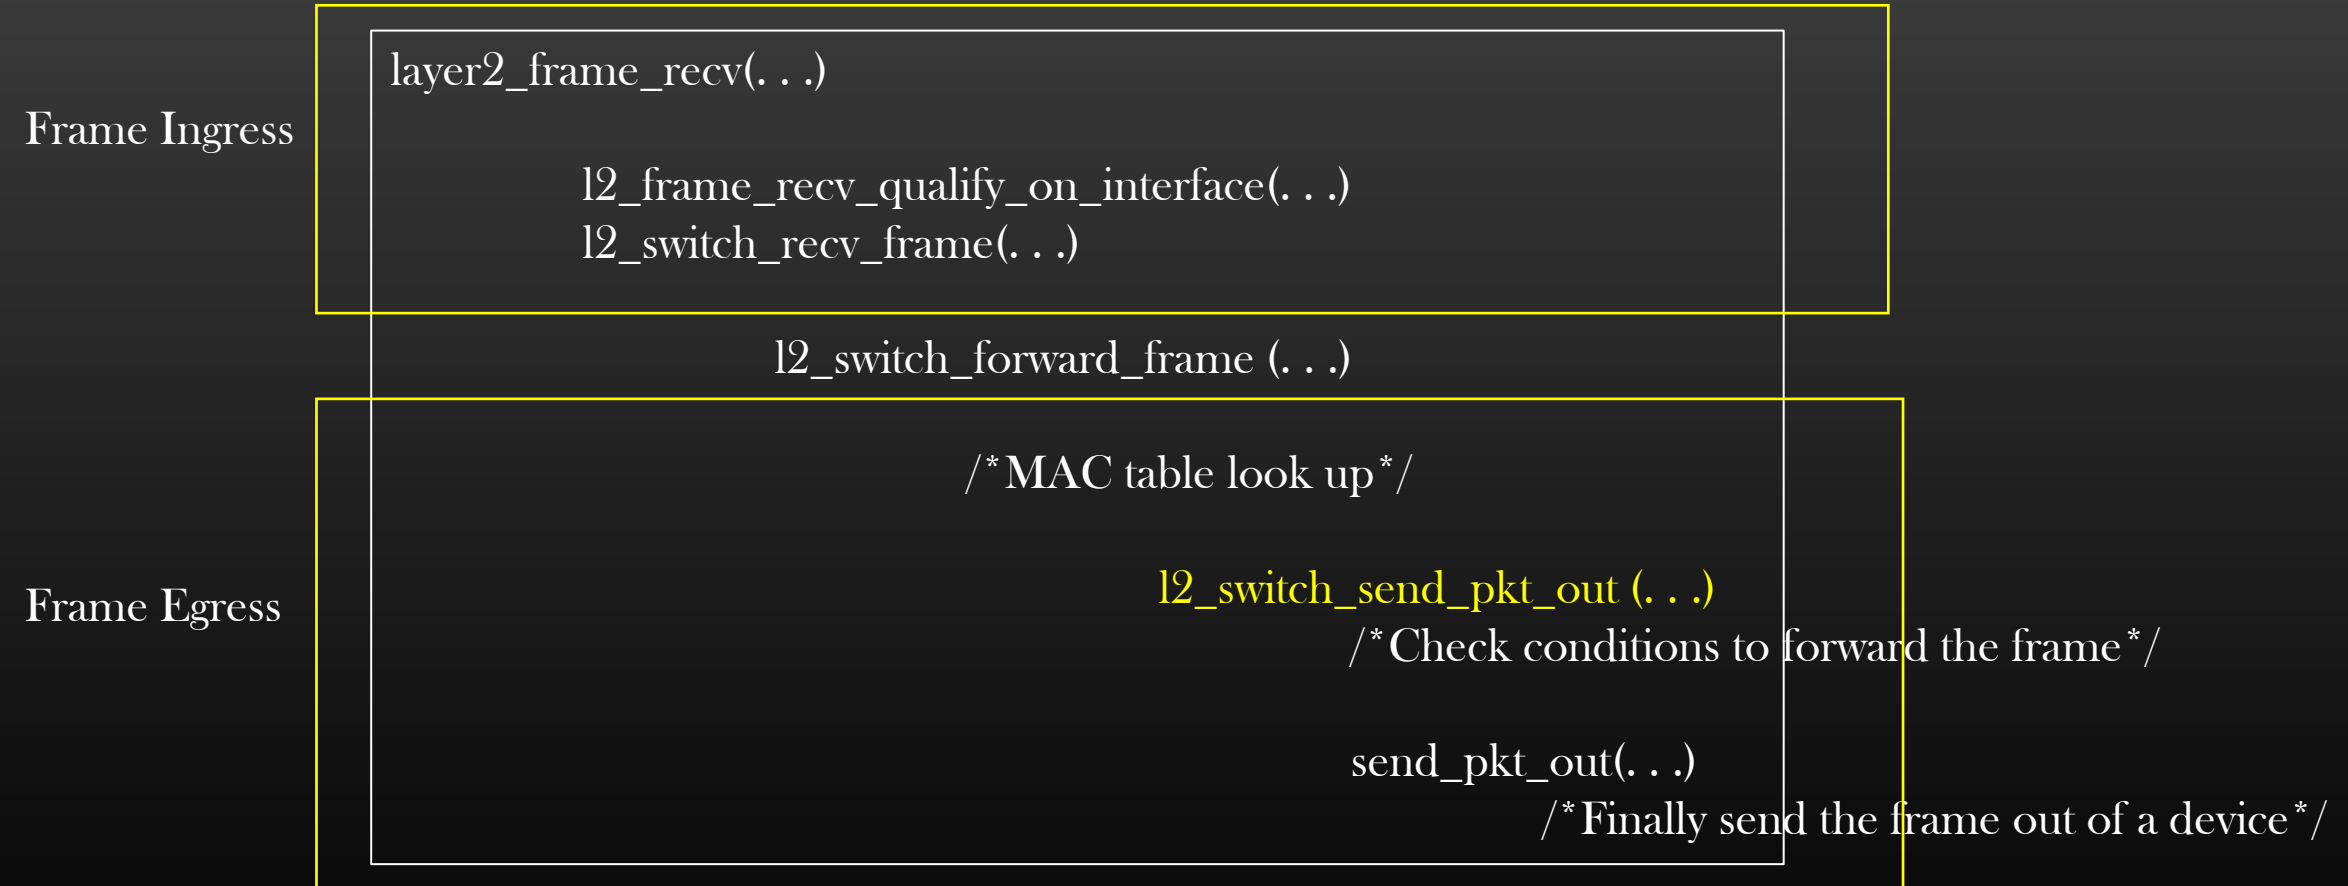 layer2_frame_recv(. . .)
Frame Ingress
l2_frame_recv_qualify_on_interface(. . .)
l2_switch_recv_frame(. . .)
l2_switch_forward_frame (. . .)
/*MAC table look up*/
l2_switch_send_pkt_out (. . .)
Frame Egress
/*Check conditions to forward the frame*/
send_pkt_out(. . .)
/*Finally send the frame out of a device*/